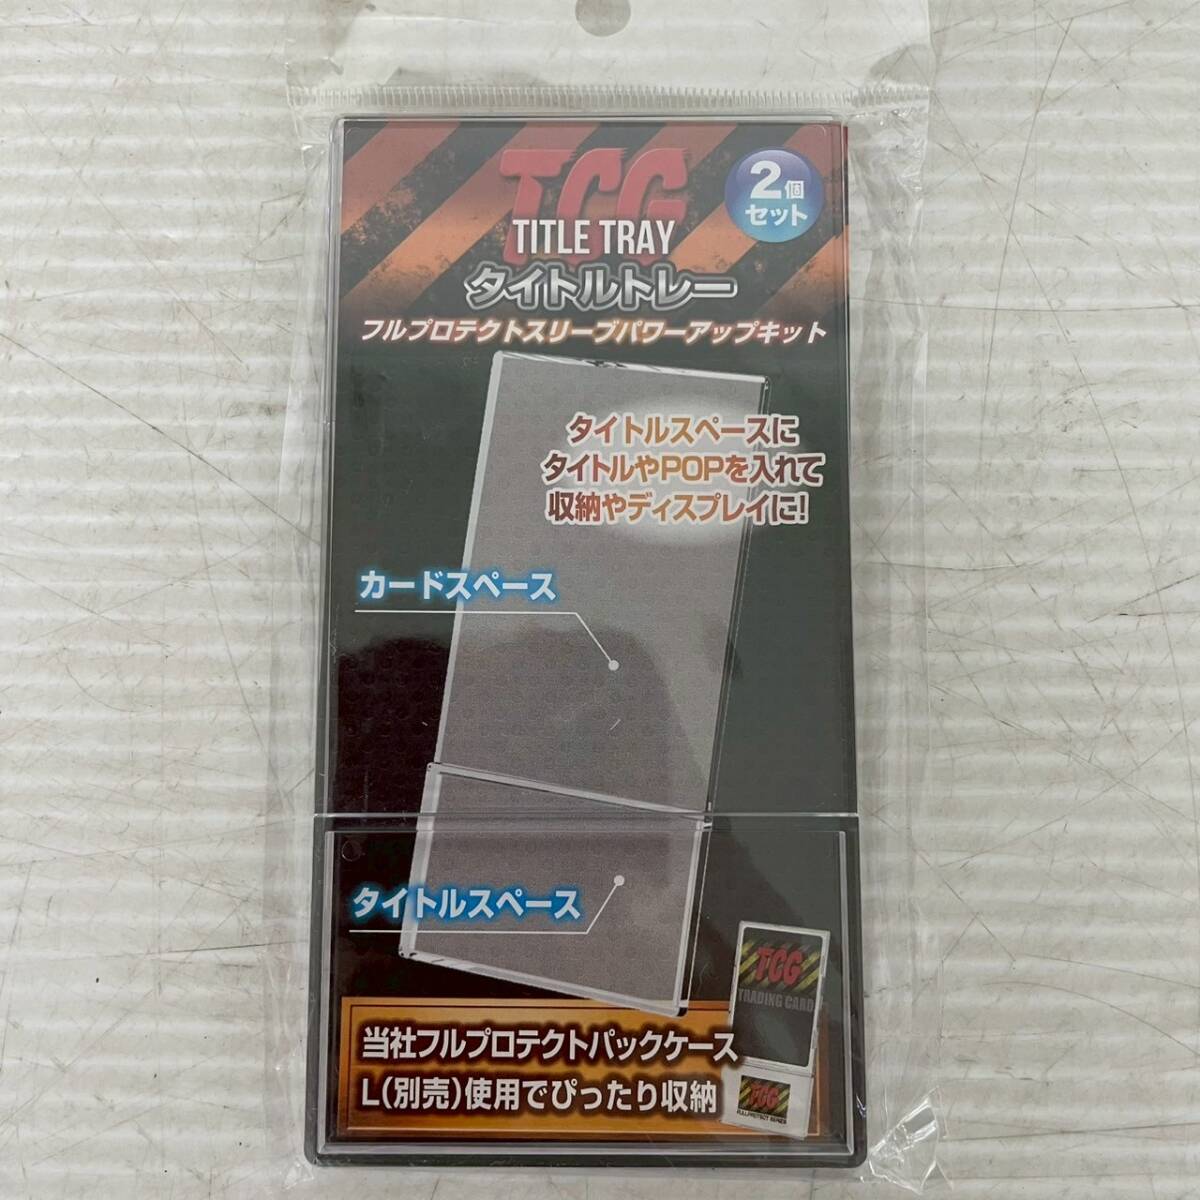 TCG
2個
セット
TITLE TRAY
タイトルトレー
フルプロテクトスリーブパワーアップキット
タイトルスペースに
タイトルやPOPを入れて
収納やディスプレイに!
カードスペース
タイトルスペース
TCG
TRADING CARD
当社フルプロテクトパックケース
L(別売)使用でぴったり収納
TCG
FULLPROTECT SERIES